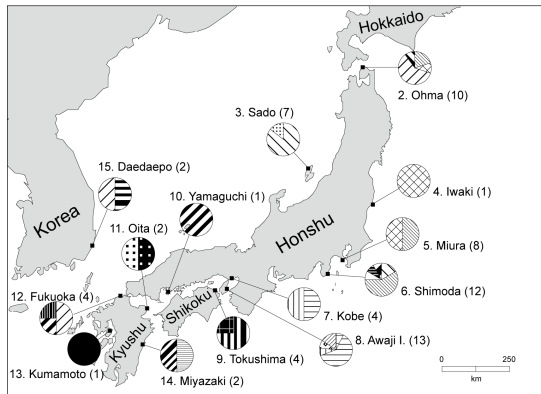 Hokkaido
2. Ohma (10)
3. Sado (7)
15. Daedaepo (2)
10. Yamaguchi (1)
4. Iwaki (1)
Korea
11. Oita (2)
Honshu
5. Miura (8)
6. Shimoda (12)
12. Fukuoka (4)
Shikoku
7. Kobe (4)
Kyushu
8. Awaji I. (13)
9. Tokushima (4)
13. Kumamoto (1)
14. Miyazaki (2)
0 250
km